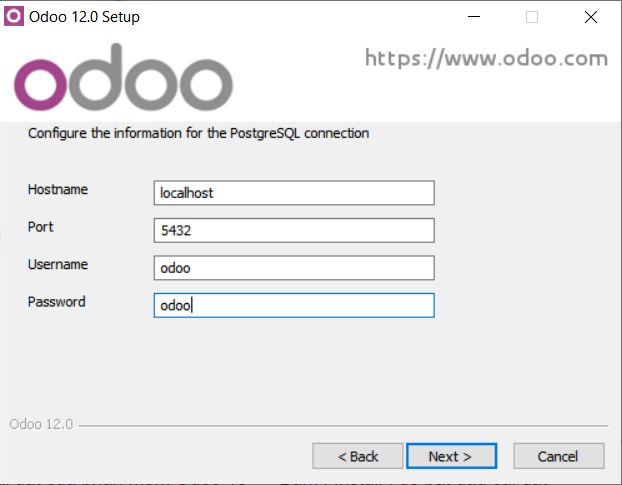 Odoo 12.0 Setup
odoo
https://www.odoo.com
Configure the information for the PostgreSQL connection
Hostname localhost
Port 5432
Username odoo
Password odoo
Odoo 12.0
< Back Next > Cancel